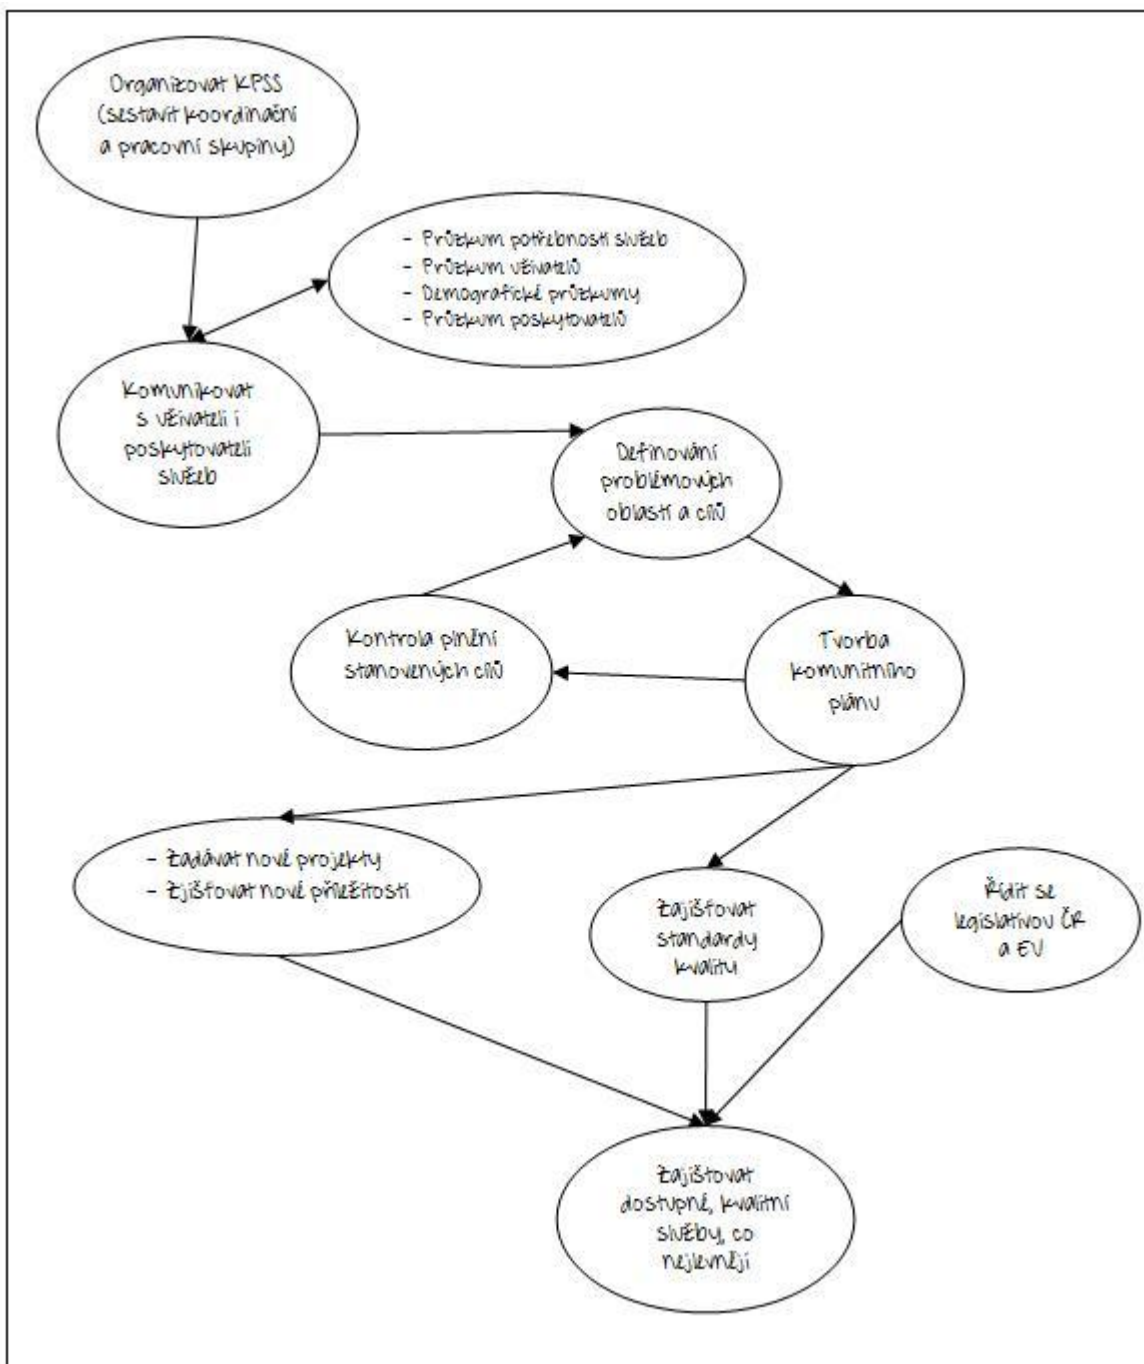 Organizovat KPSS
(sestavit koordinační
a pracovní skupiny)
- Průzkum potřebnosti služeb
- Průzkum uživatelů
- Demografické průzkumy
- Průzkum poskytovatelů
Komunikovat
s uživateli i
poskytovateli
služeb
Definování
problémových
oblastí a cílů
Kontrola plnění
stanovených cílů
Tvorba
komunitního
plánu
- Zadávat nové projekty
- Zjišťovat nové příležitosti
Zajišťovat
standardy
kvality
Řídit se
legislativou ČR
a EU
Zajišťovat
dostupné, kvalitní
služby, co
nejlevněji